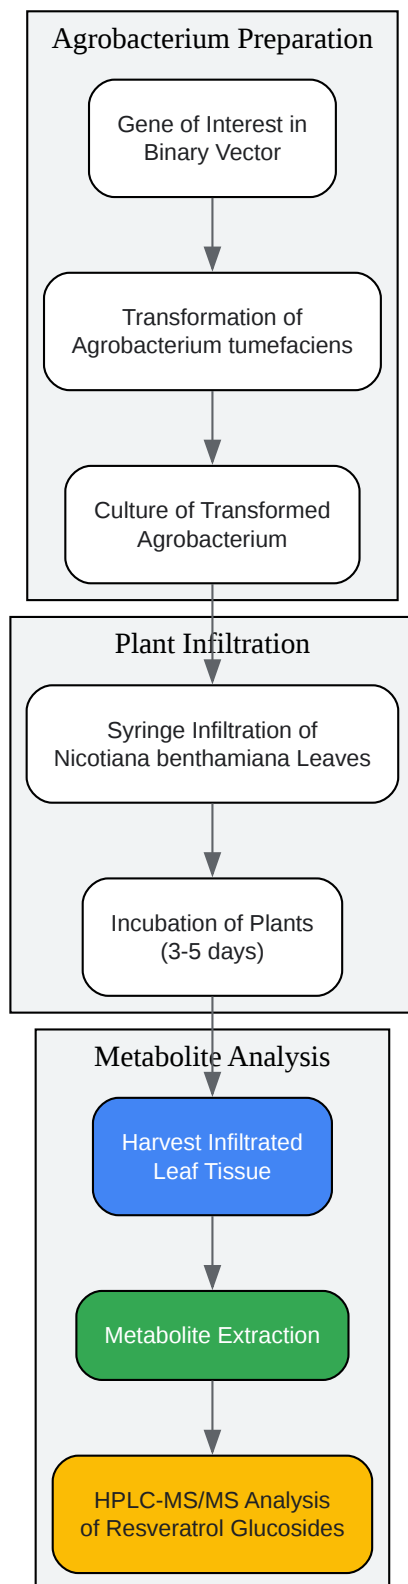 Agrobacterium Preparation
Gene of Interest in
Binary Vector
Transformation of
Agrobacterium tumefaciens
Culture of Transformed
Agrobacterium
Plant Infiltration
Syringe Infiltration of
Nicotiana benthamiana Leaves
Incubation of Plants
(3-5 days)
Metabolite Analysis
Harvest Infiltrated
Leaf Tissue
Metabolite Extraction
HPLC-MS/MS Analysis
of Resveratrol Glucosides